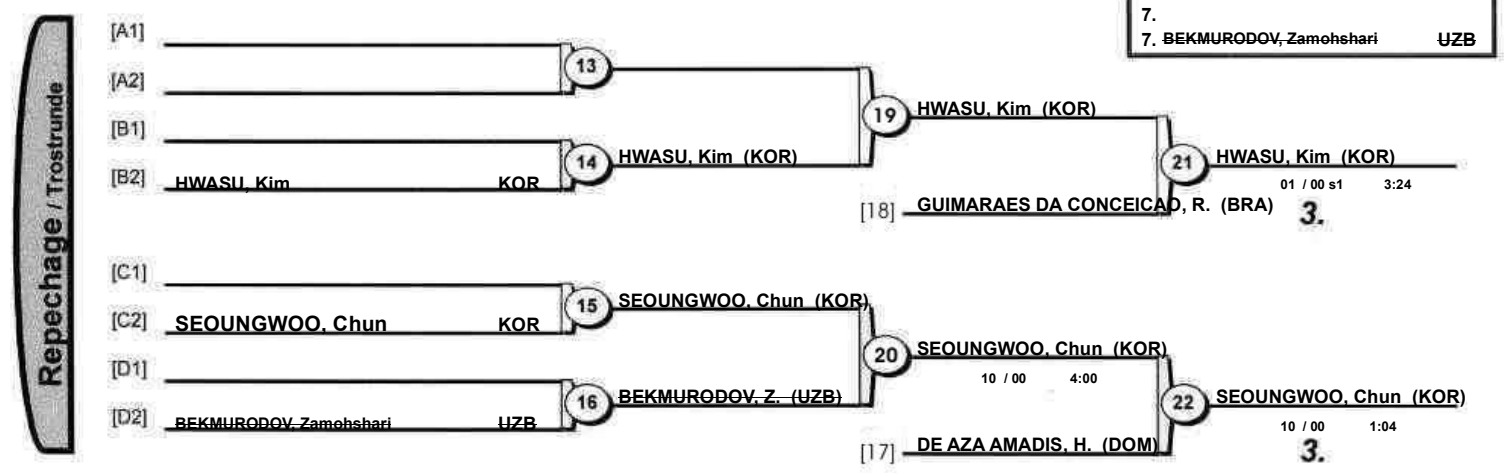 7.
7. BEKMURODOV, Zamohshari UZB
Repechage / Trostrunde
[A1]
13
[A2]
[B1]
19 HWASU, Kim (KOR)
14 HWASU, Kim (KOR)
21 HWASU, Kim (KOR)
[B2] HWASU, Kim KOR
01 / 00 s1 3:24
[18] GUIMARAES DA CONCEICAO, R. (BRA)
3.
[C1]
15 SEOUNGWOO, Chun (KOR)
[C2] SEOUNGWOO, Chun KOR
20 SEOUNGWOO, Chun (KOR)
10 / 00 4:00
[D1]
16 BEKMURODOV, Z. (UZB)
22 SEOUNGWOO, Chun (KOR)
[D2] BEKMURODOV, Zamohshari UZB
10 / 00 1:04
[17] DE AZA AMADIS, H. (DOM)
3.